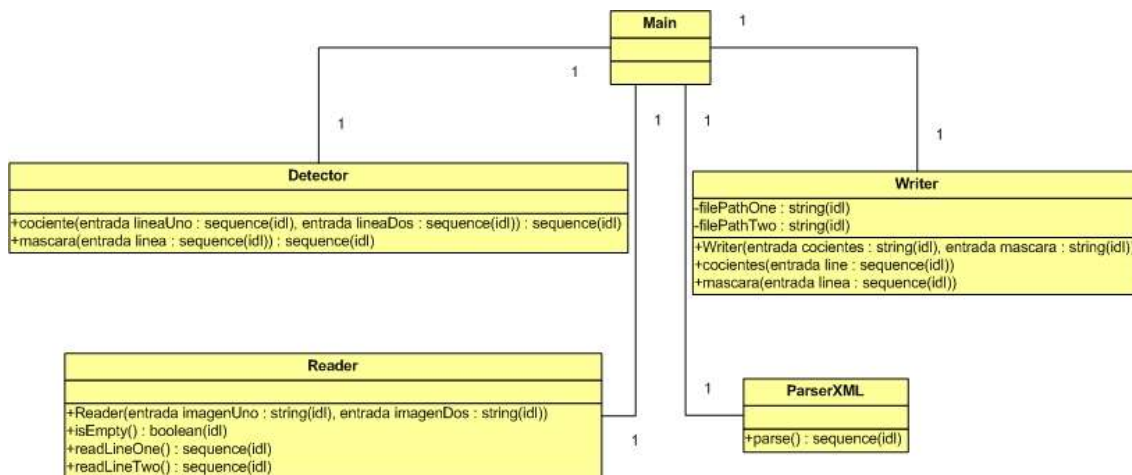 Main
1
1
1
1
1
1
Detector
+cociente(entrada lineaUno : sequence(idl), entrada lineaDos : sequence(idl)) : sequence(idl)
+mascara(entrada linea : sequence(idl)) : sequence(idl)
Writer
-filePathOne : string(idl)
-filePathTwo : string(idl)
+Writer(entrada cocientes : string(idl), entrada mascara : string(idl)
+cocientes(entrada line : sequence(idl))
+mascara(entrada linea : sequence(idl))
Reader
+Reader(entrada imagenUno : string(idl), entrada imagenDos : string(idl))
+isEmpty() : boolean(idl)
+readLineOne() : sequence(idl)
+readLineTwo() : sequence(idl)
1
1
ParserXML
+parse() : sequence(idl)